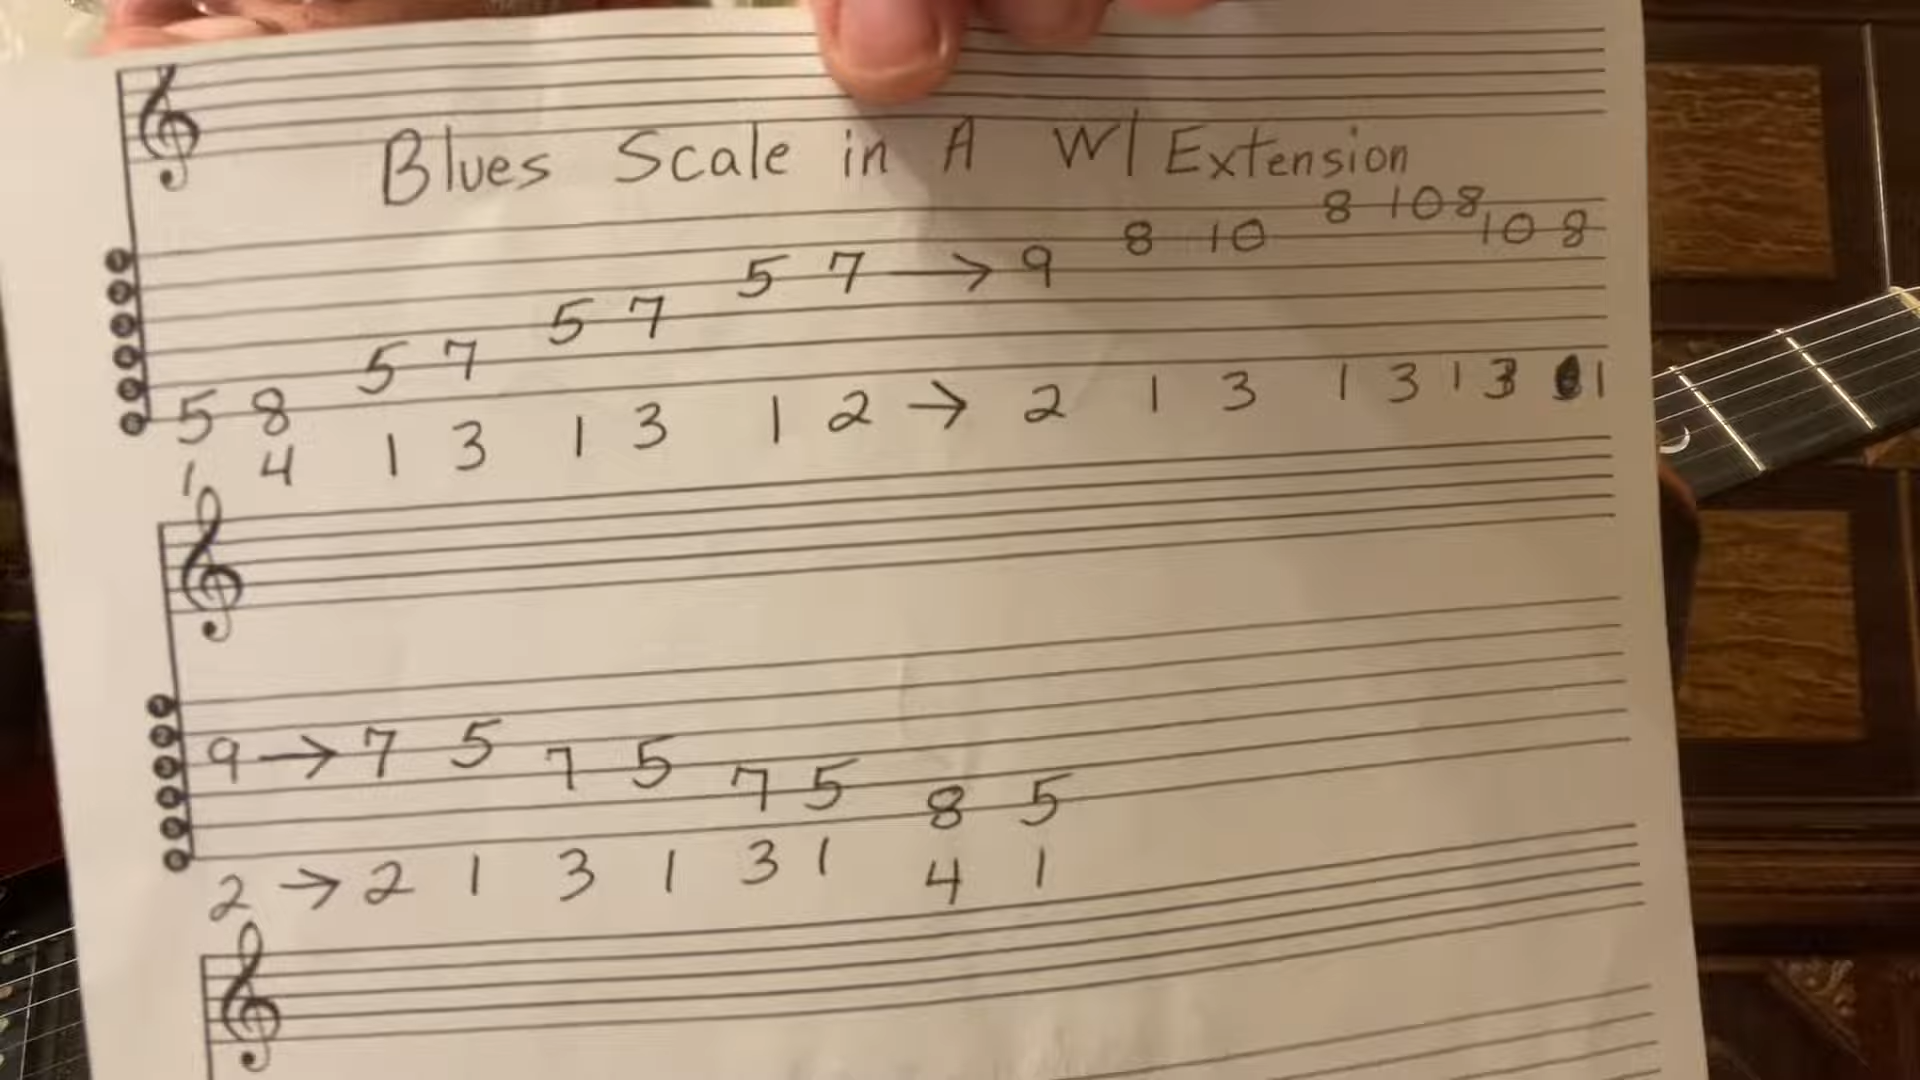 Blues Scale in A W/ Extension
5 8 5 7 5 7 5 7 → 9 8 10 8 10 8 10 8
1 4 1 3 1 3 1 2 → 2 1 3 1 3 1 3 1
9 → 7 5 7 5 7 5 8 5
2 → 2 1 3 1 3 1 4 1